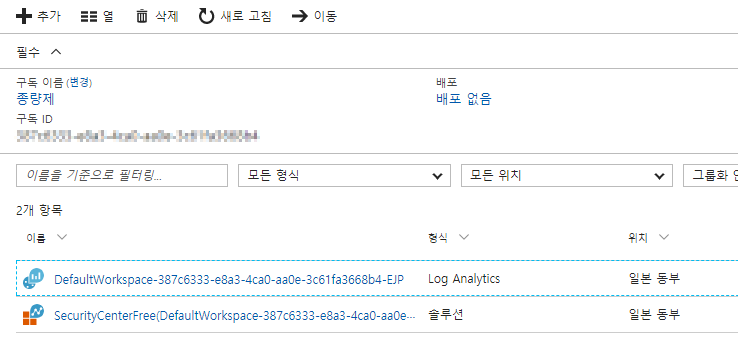 추가 열 삭제 새로 고침 이동
필수
구독 이름 (변경) 배포
종량제 배포 없음
구독 ID
이름을 기준으로 필터링... 모든 형식 모든 위치 그룹화
2개 항목
이름 형식 위치
DefaultWorkspace-387c6333-e8a3-4ca0-aa0e-3c61fa3668b4-EJP Log Analytics 일본 동부
SecurityCenterFree(DefaultWorkspace-387c6333-e8a3-4ca0-aa0e-... 솔루션 일본 동부